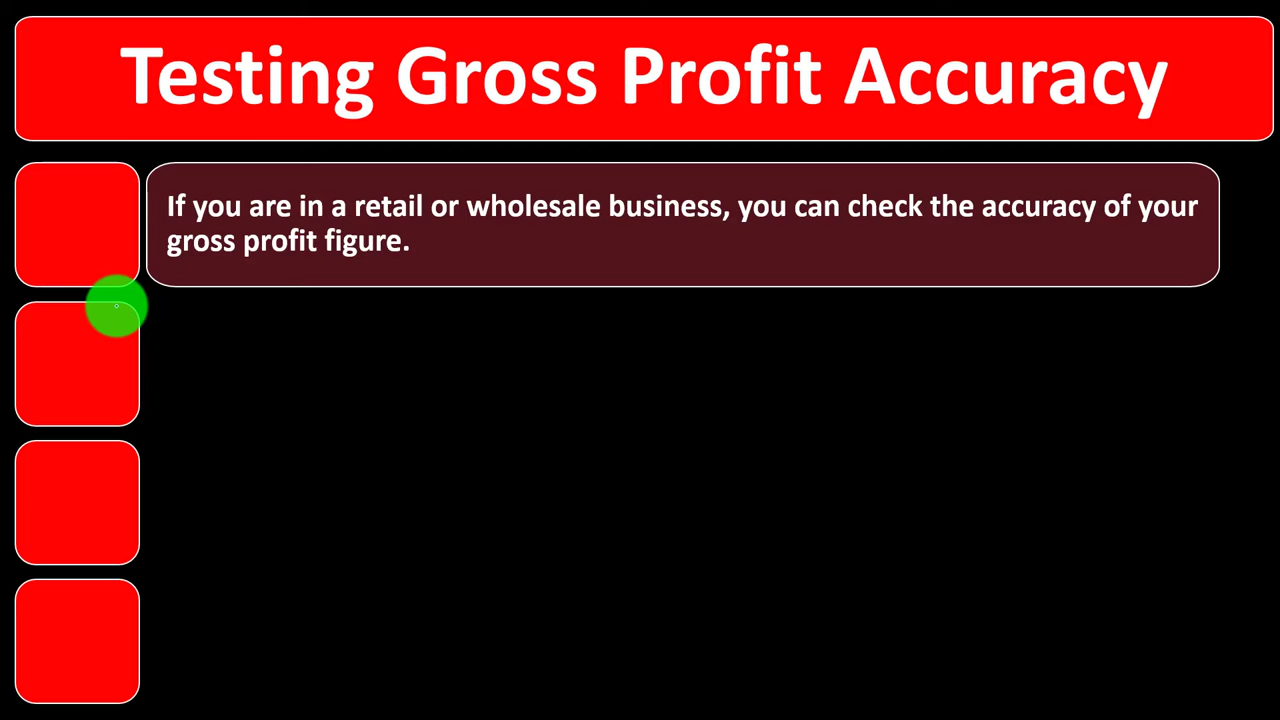 Testing Gross Profit Accuracy
If you are in a retail or wholesale business, you can check the accuracy of your
gross profit figure.